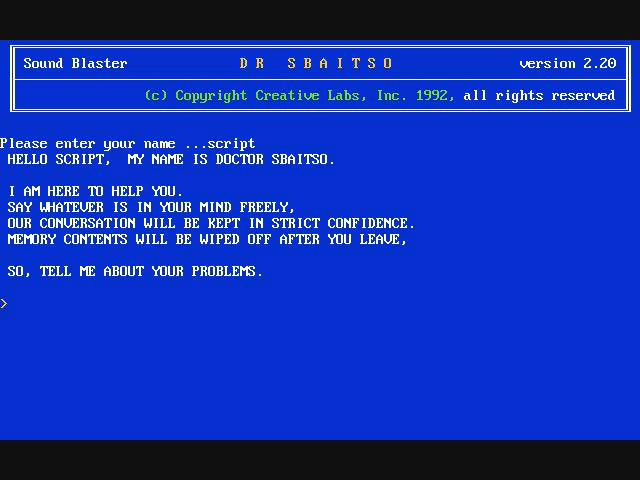 Sound Blaster D R S B A I T S O version 2.20
(c) Copyright Creative Labs, Inc. 1992, all rights reserved
Please enter your name ...script
HELLO SCRIPT, MY NAME IS DOCTOR SBAITSO.
I AM HERE TO HELP YOU.
SAY WHATEVER IS IN YOUR MIND FREELY,
OUR CONVERSATION WILL BE KEPT IN STRICT CONFIDENCE.
MEMORY CONTENTS WILL BE WIPED OFF AFTER YOU LEAVE,
SO, TELL ME ABOUT YOUR PROBLEMS.
>